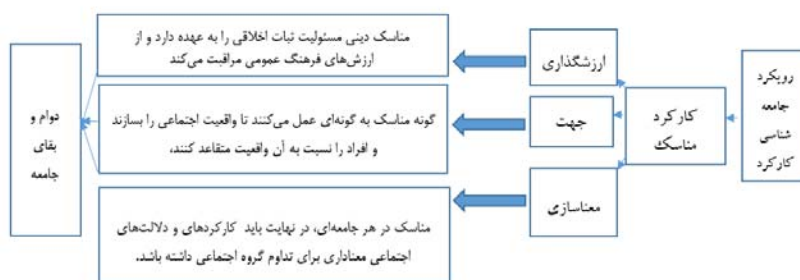 رویکرد
جامعه
شناسی
کارکرد
کارکرد
مناسک
ارزشگذاری
جهت
معناسازی
مناسک دینی مسئولیت ثبات اخلاقی را به عهده دارد و از
ارزش‌های فرهنگ عمومی مراقبت می‌کند
گونه مناسک به گونه‌ای عمل می‌کنند تا واقعیت اجتماعی را بسازند
و افراد را نسبت به آن واقعیت متقاعد کنند،
مناسک در هر جامعه‌ای، در نهایت باید کارکردهای و دلالت‌های
اجتماعی معناداری برای تداوم گروه اجتماعی داشته باشد.
دوام و
بقای
جامعه